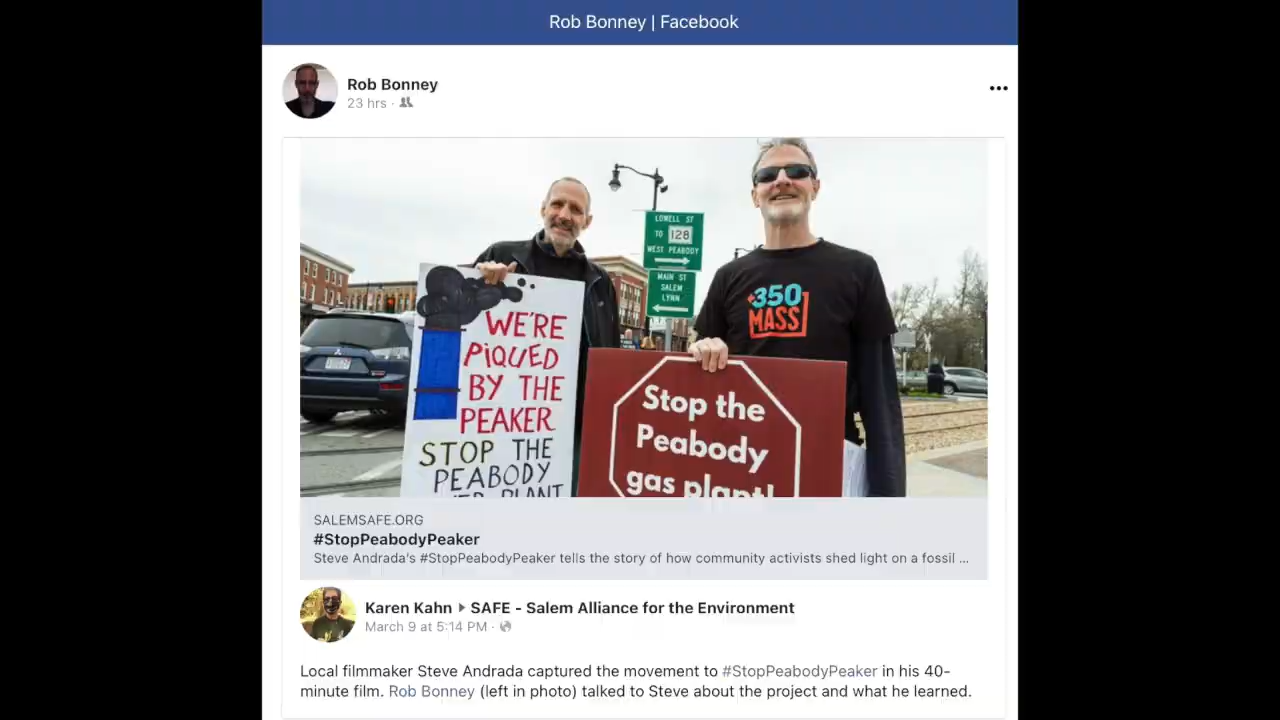 Rob Bonney | Facebook
Rob Bonney
23 hrs ·
LOWELL ST
TO 128
WEST PEABODY
MAIN ST
SALEM
LYNN
350
MASS
WE'RE
PiQUED
BY THE
PEAKER
STOP THE
PEABODY
PLANT
Stop the
Peabody
gas plant!
SALEMSAFE.ORG
#StopPeabodyPeaker
Steve Andrada's #StopPeabodyPeaker tells the story of how community activists shed light on a fossil ...
Karen Kahn ▸ SAFE - Salem Alliance for the Environment
March 9 at 5:14 PM ·
Local filmmaker Steve Andrada captured the movement to #StopPeabodyPeaker in his 40-
minute film. Rob Bonney (left in photo) talked to Steve about the project and what he learned.